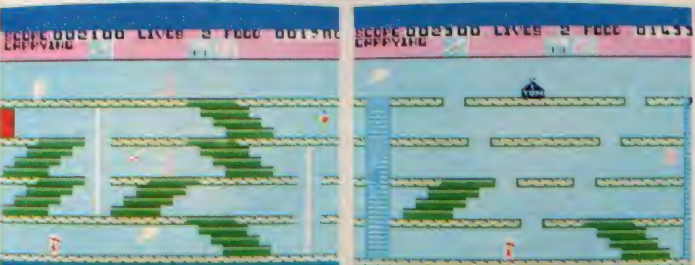 SCORE 002100 LIVES 2 FOOD
CARRYING
SCORE 002300 LIVES 2 FOOD
CARRYING